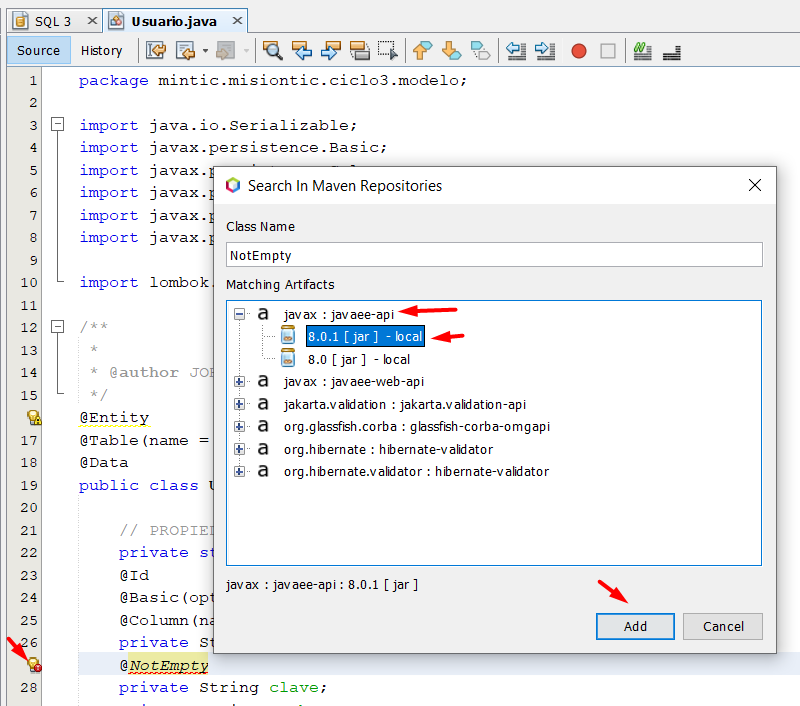 SQL 3
Usuario.java
Source History
1 package mintic.misiontic.ciclo3.modelo;
2
3 import java.io.Serializable;
4 import javax.persistence.Basic;
5 import javax.p
6 import javax.p
7 import javax.p
8 import javax.p
9
10 import lombok.
11
12 /**
13 *
14 * @author JO
15 */
@Entity
17 @Table(name =
18 @Data
19 public class
20
21 // PROPIE
22 private st
23 @Id
24 @Basic(opt
25 @Column(na
26 private St
@NotEmpty
28 private String clave;
Search In Maven Repositories
Class Name
NotEmpty
Matching Artifacts
javax : javaee-api
8.0.1 [ jar ] - local
8.0 [ jar ] - local
javax : javaee-web-api
jakarta.validation : jakarta.validation-api
org.glassfish.corba : glassfish-corba-omgapi
org.hibernate : hibernate-validator
org.hibernate.validator : hibernate-validator
javax : javaee-api : 8.0.1 [ jar ]
Add Cancel